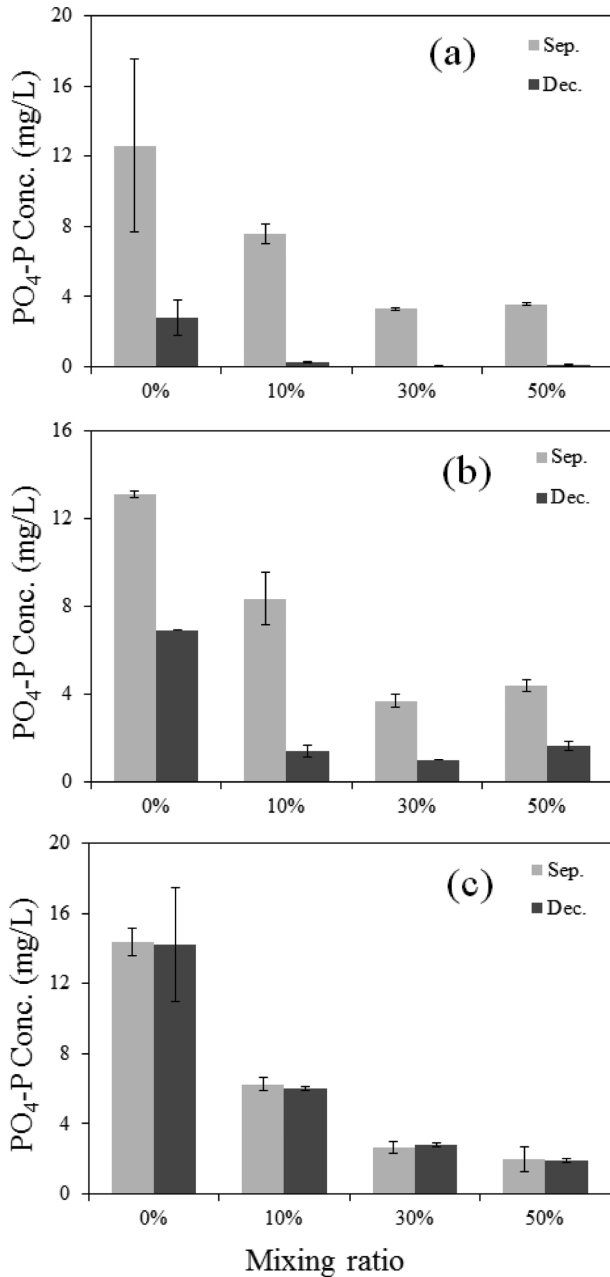 20
16
12
8
4
0
PO4-P Conc. (mg/L)
(a)
Sep.
Dec.
0% 10% 30% 50%
16
12
8
4
0
PO4-P Conc. (mg/L)
(b)
Sep.
Dec.
0% 10% 30% 50%
20
16
12
8
4
0
PO4-P Conc. (mg/L)
(c)
Sep.
Dec.
0% 10% 30% 50%
Mixing ratio